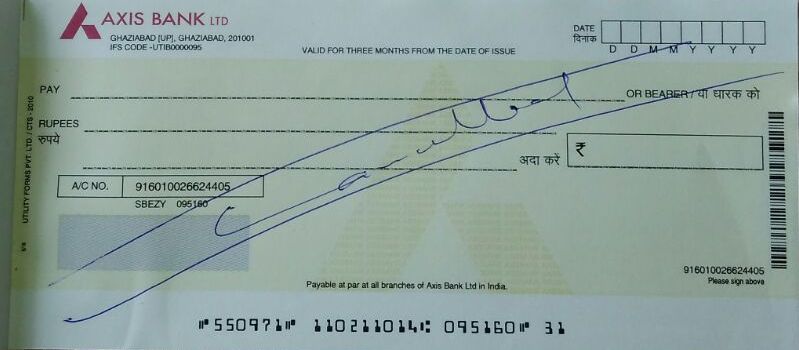 AXIS BANK LTD
GHAZIABAD [UP], GHAZIABAD, 201001
IFS CODE -UTIB0000095
VALID FOR THREE MONTHS FROM THE DATE OF ISSUE
DATE
दिनांक
D D M M Y Y Y Y
PAY
OR BEARER / या धारक को
RUPEES
रुपये
अदा करें
₹
Cancelled
A/C NO. 916010026624405
SBEZY 095160
UTILITY FORMS PVT. LTD. / CTS - 2010
916010026624405
Please sign above
Payable at par at all branches of Axis Bank Ltd in India.
⑈550971⑈ 110211014⑆ 095160⑈ 31